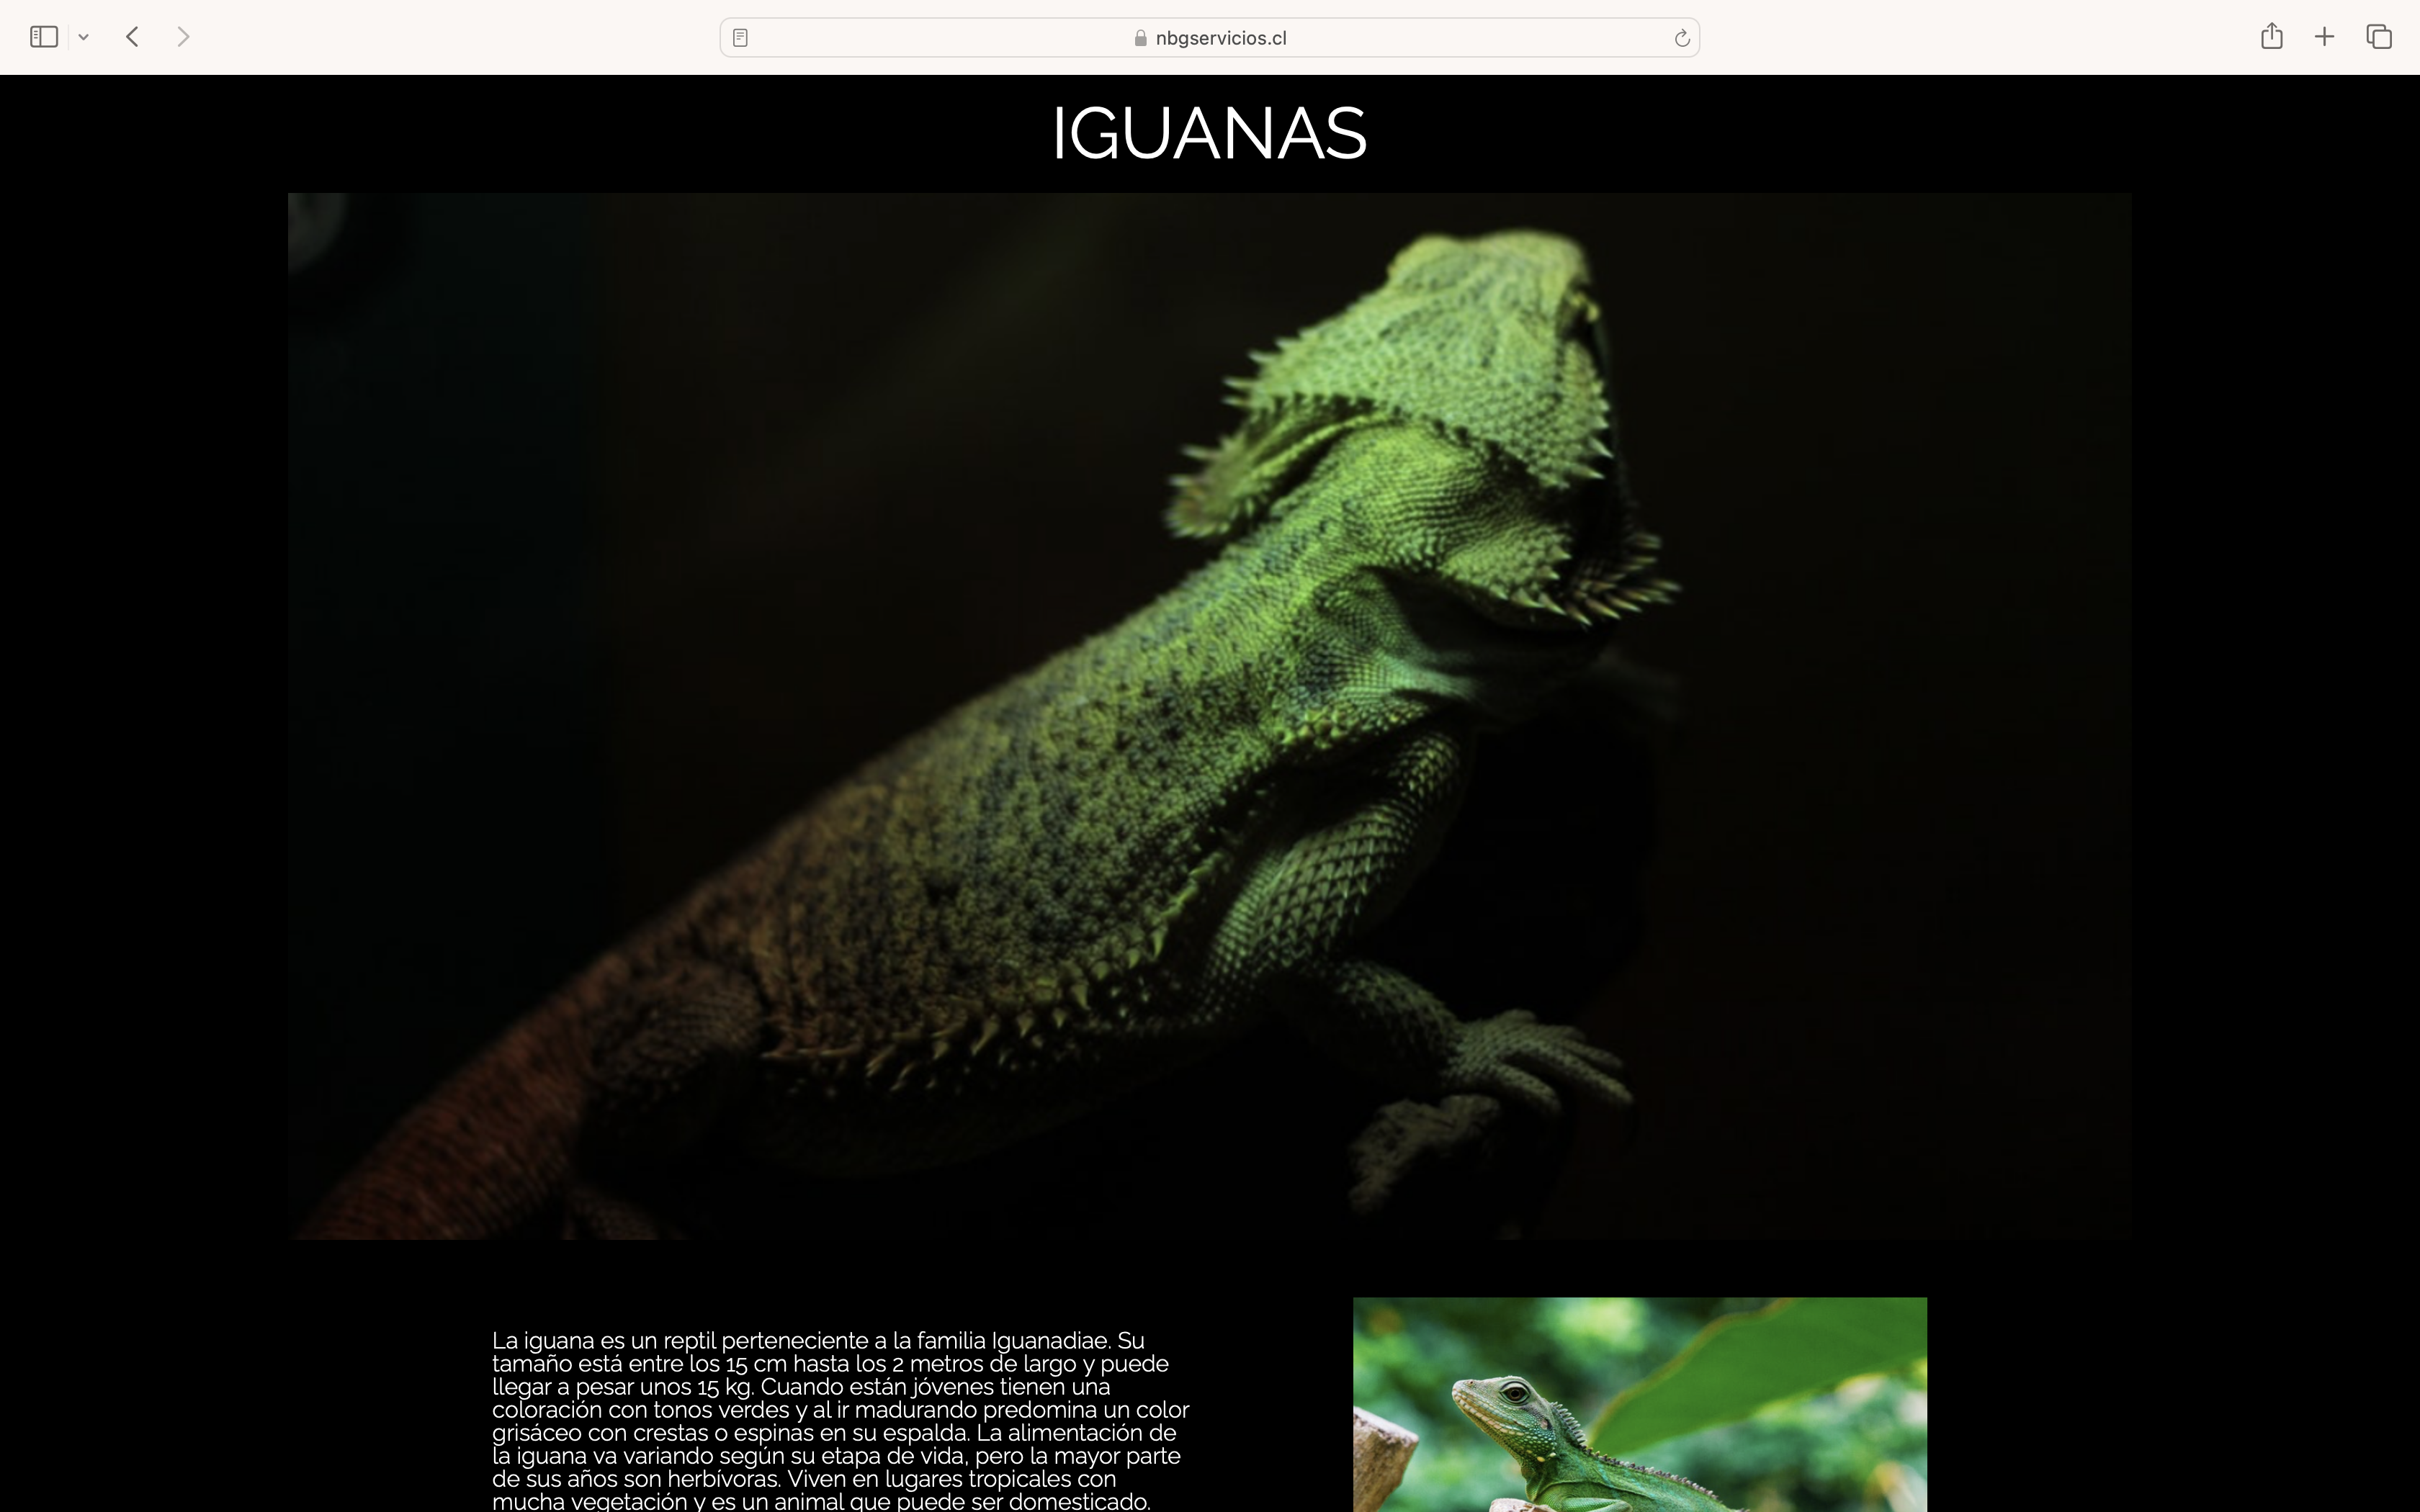 nbgservicios.cl
IGUANAS
La iguana es un reptil perteneciente a la familia Iguanadiae. Su
tamaño está entre los 15 cm hasta los 2 metros de largo y puede
llegar a pesar unos 15 kg. Cuando están jóvenes tienen una
coloración con tonos verdes y al ir madurando predomina un color
grisáceo con crestas o espinas en su espalda. La alimentación de
la iguana va variando según su etapa de vida, pero la mayor parte
de sus años son herbívoras. Viven en lugares tropicales con
mucha vegetación y es un animal que puede ser domesticado.